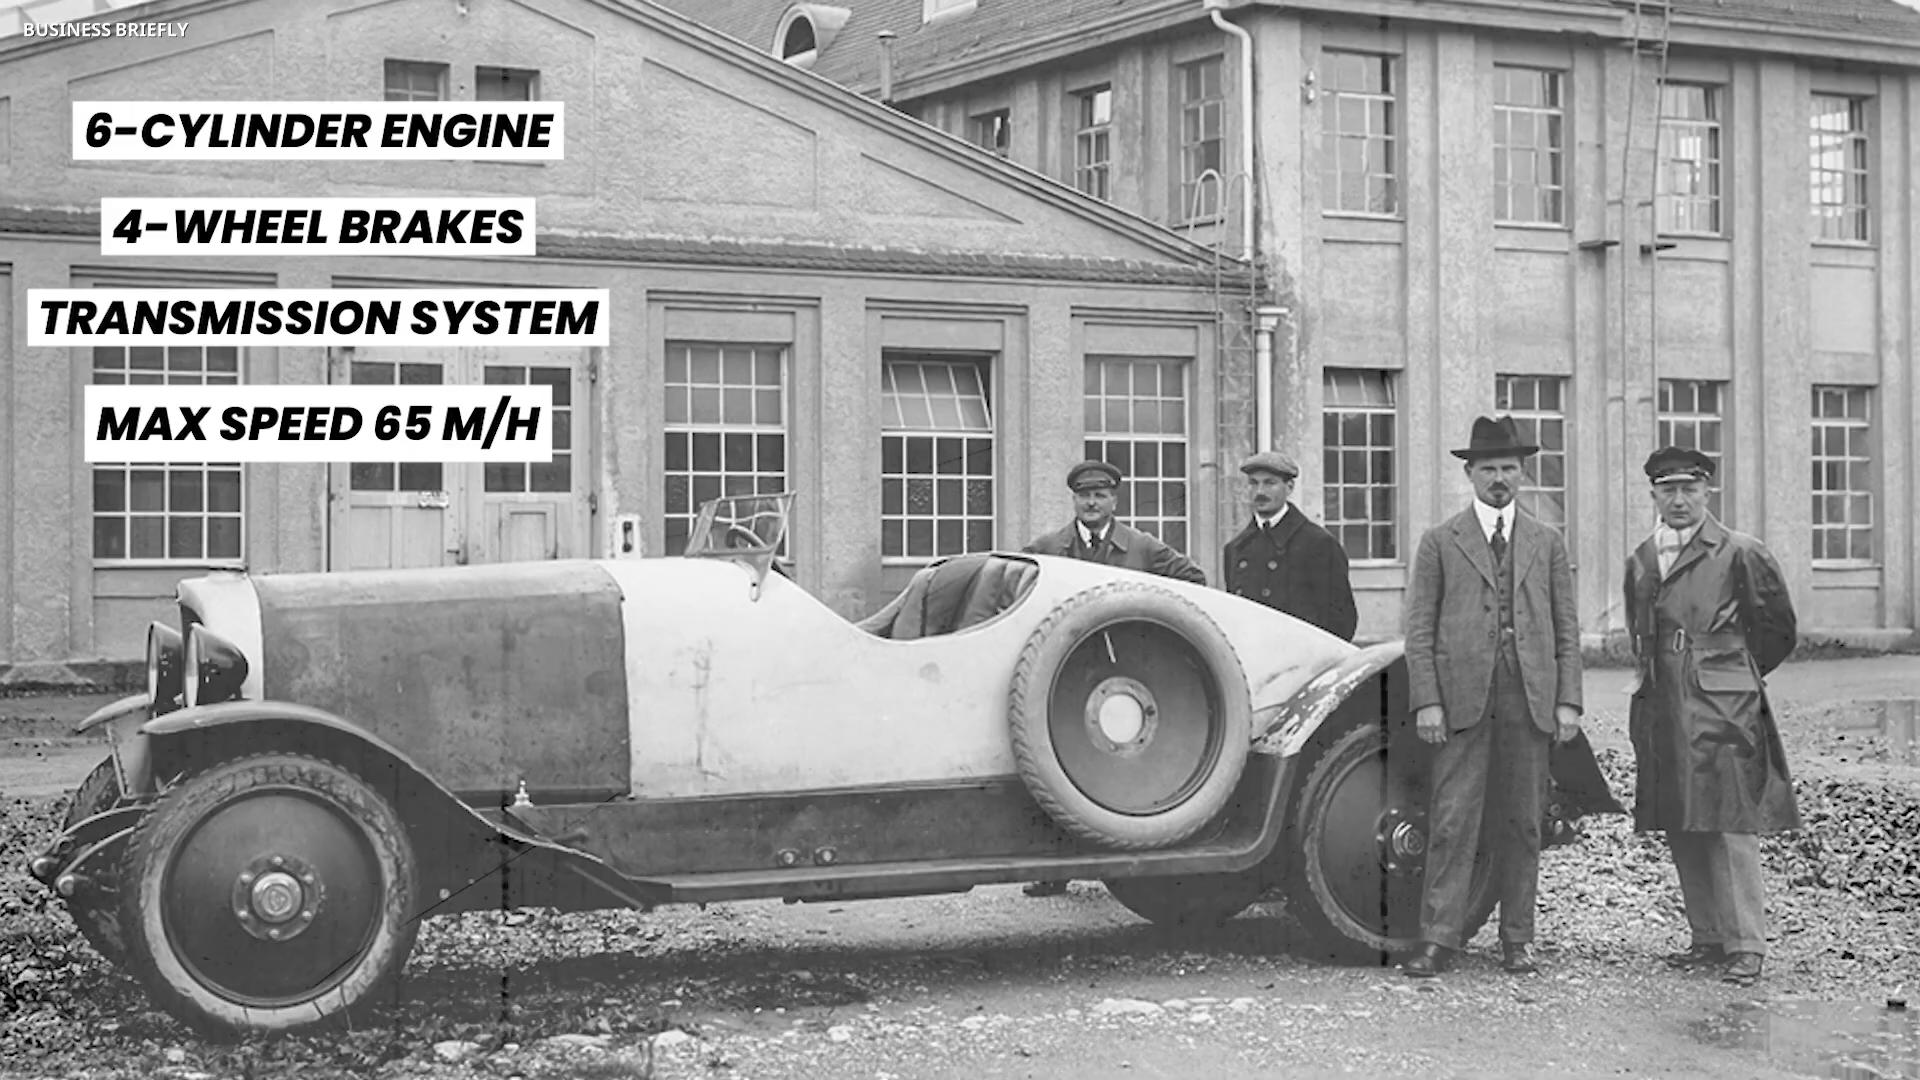 BUSINESS BRIEFLY
6-CYLINDER ENGINE
4-WHEEL BRAKES
TRANSMISSION SYSTEM
MAX SPEED 65 M/H